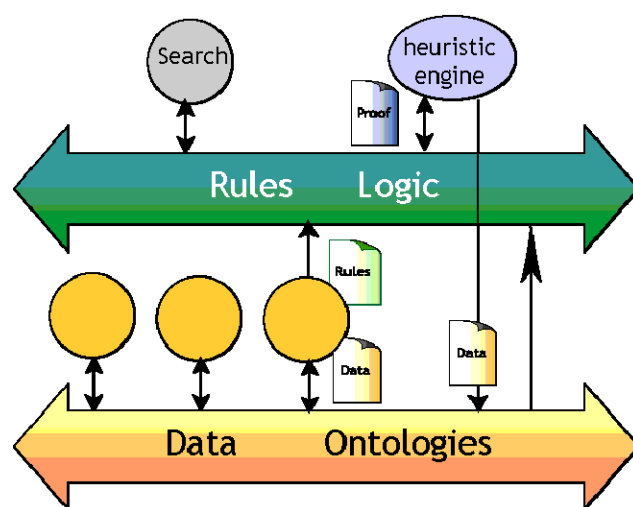 Search
heuristic
engine
Proof
Rules Logic
Rules
Data
Data
Data Ontologies